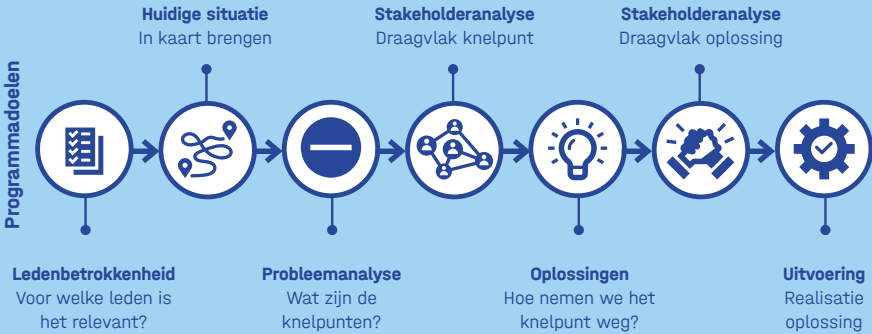 Programmadoelen
Ledenbetrokkenheid
Voor welke leden is
het relevant?
Huidige situatie
In kaart brengen
Probleemanalyse
Wat zijn de
knelpunten?
Stakeholderanalyse
Draagvlak knelpunt
Oplossingen
Hoe nemen we het
knelpunt weg?
Stakeholderanalyse
Draagvlak oplossing
Uitvoering
Realisatie
oplossing